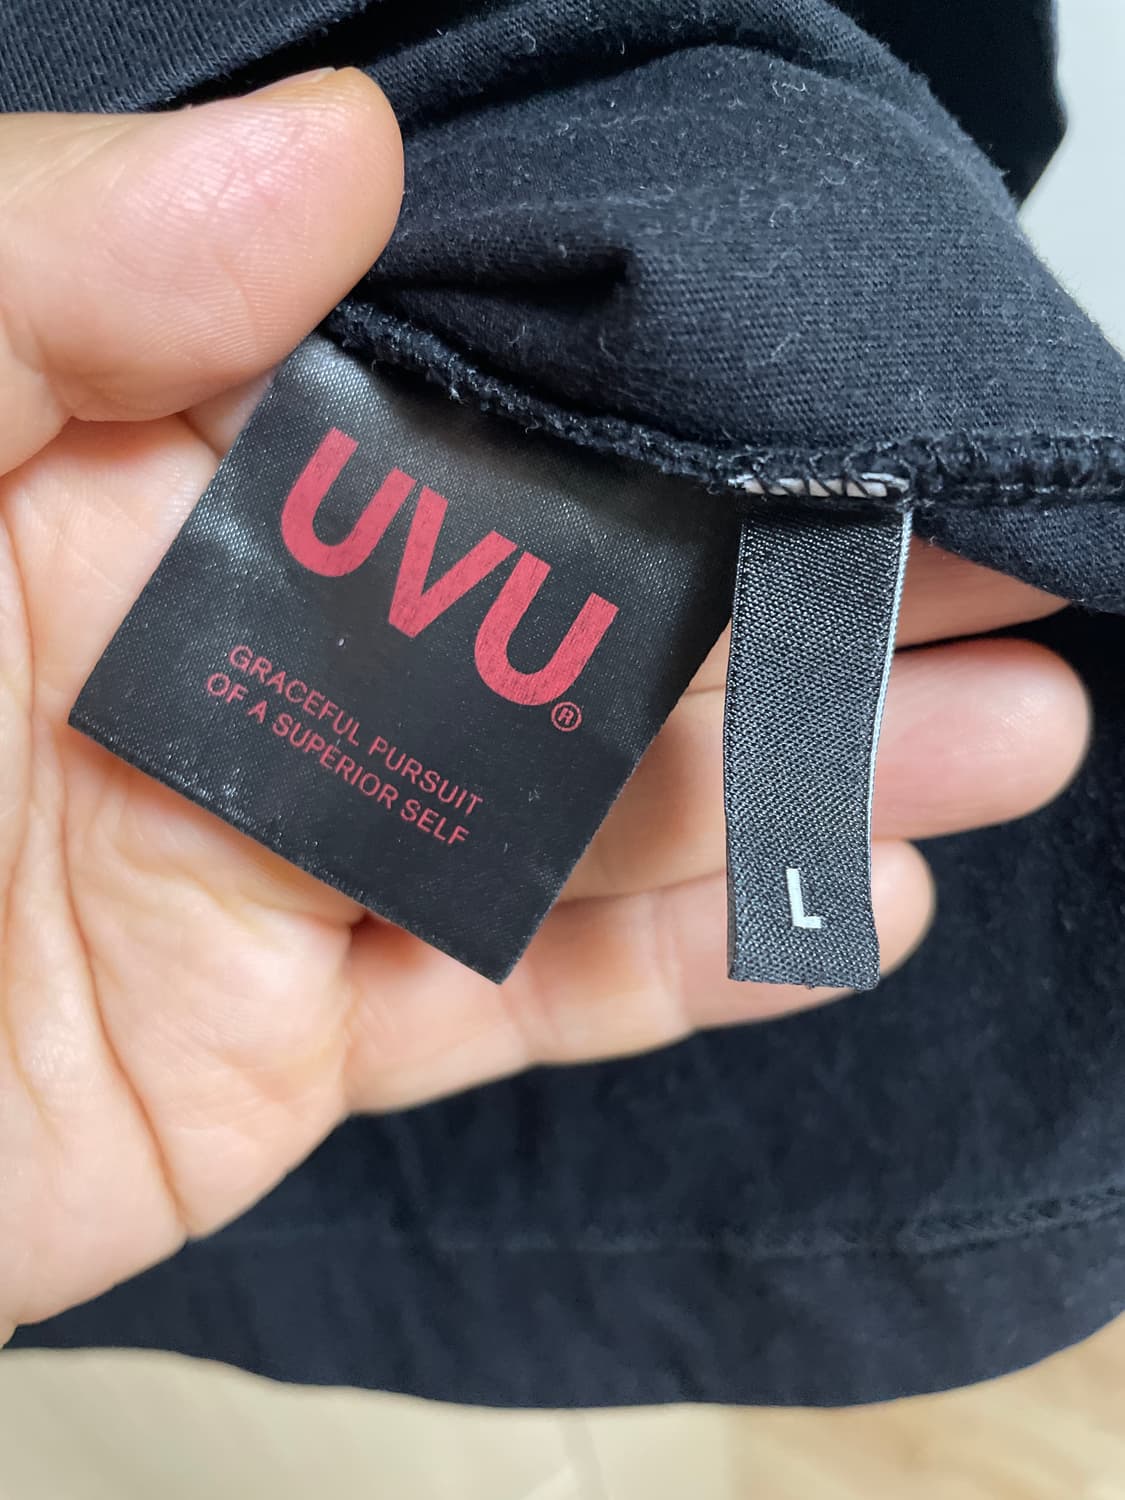 UVU®
GRACEFUL PURSUIT
OF A SUPERIOR SELF
L